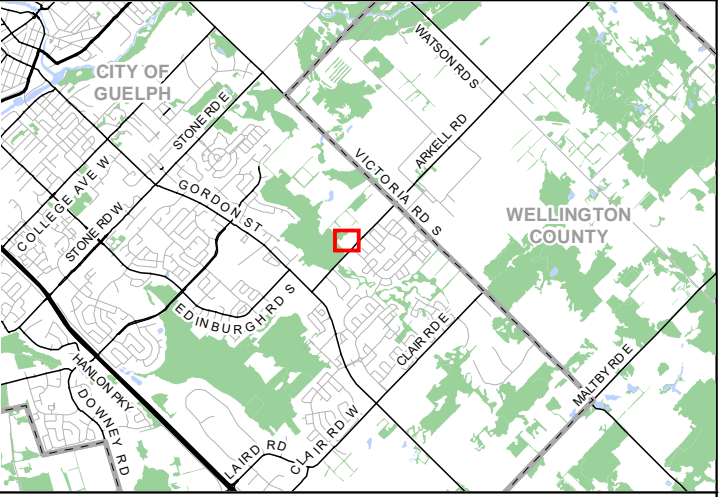 WATSON RD S
CITY OF
GUELPH
STONE RD E
ARKELL RD
VICTORIA RD S
COLLEGE AVE W
GORDON ST
STONE RD W
WELLINGTON
COUNTY
EDINBURGH RD S
CLAIR RD E
MALTBY RD E
HANLON PKY
DOWNEY RD
LAIRD RD
CLAIR RD W